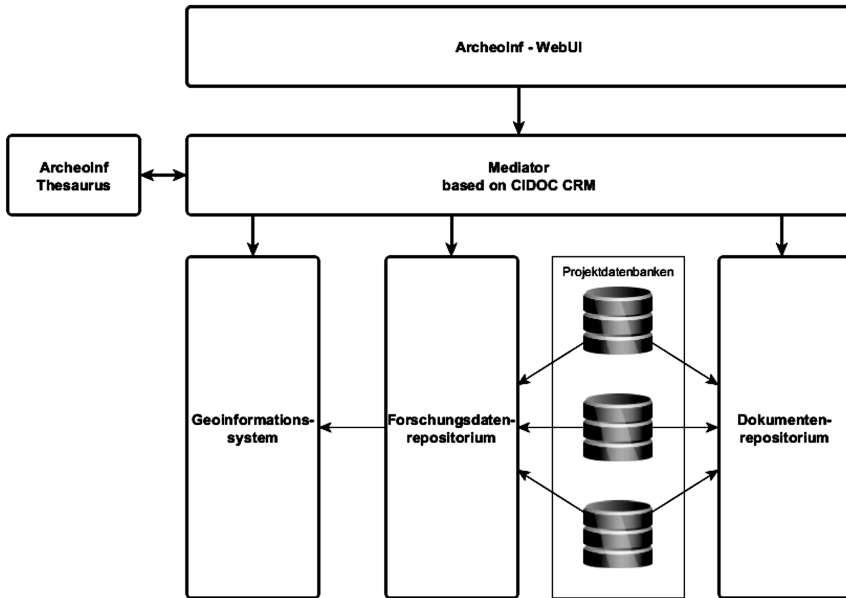 ArcheoInf - WebUI
ArcheoInf
Thesaurus
Mediator
based on CIDOC CRM
Projektdatenbanken
Geoinformations-
system
Forschungsdaten-
repositorium
Dokumenten-
repositorium